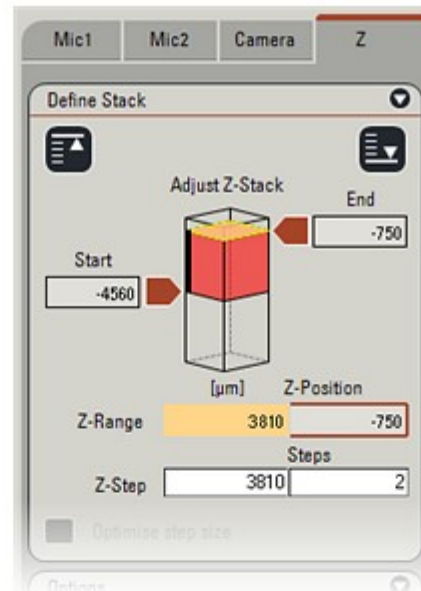 Mic1 Mic2 Camera Z
Define Stack
Adjust Z-Stack
End
-750
Start
-4560
[µm] Z-Position
Z-Range 3810 -750
Steps
Z-Step 3810 2
Optimise step size
Options